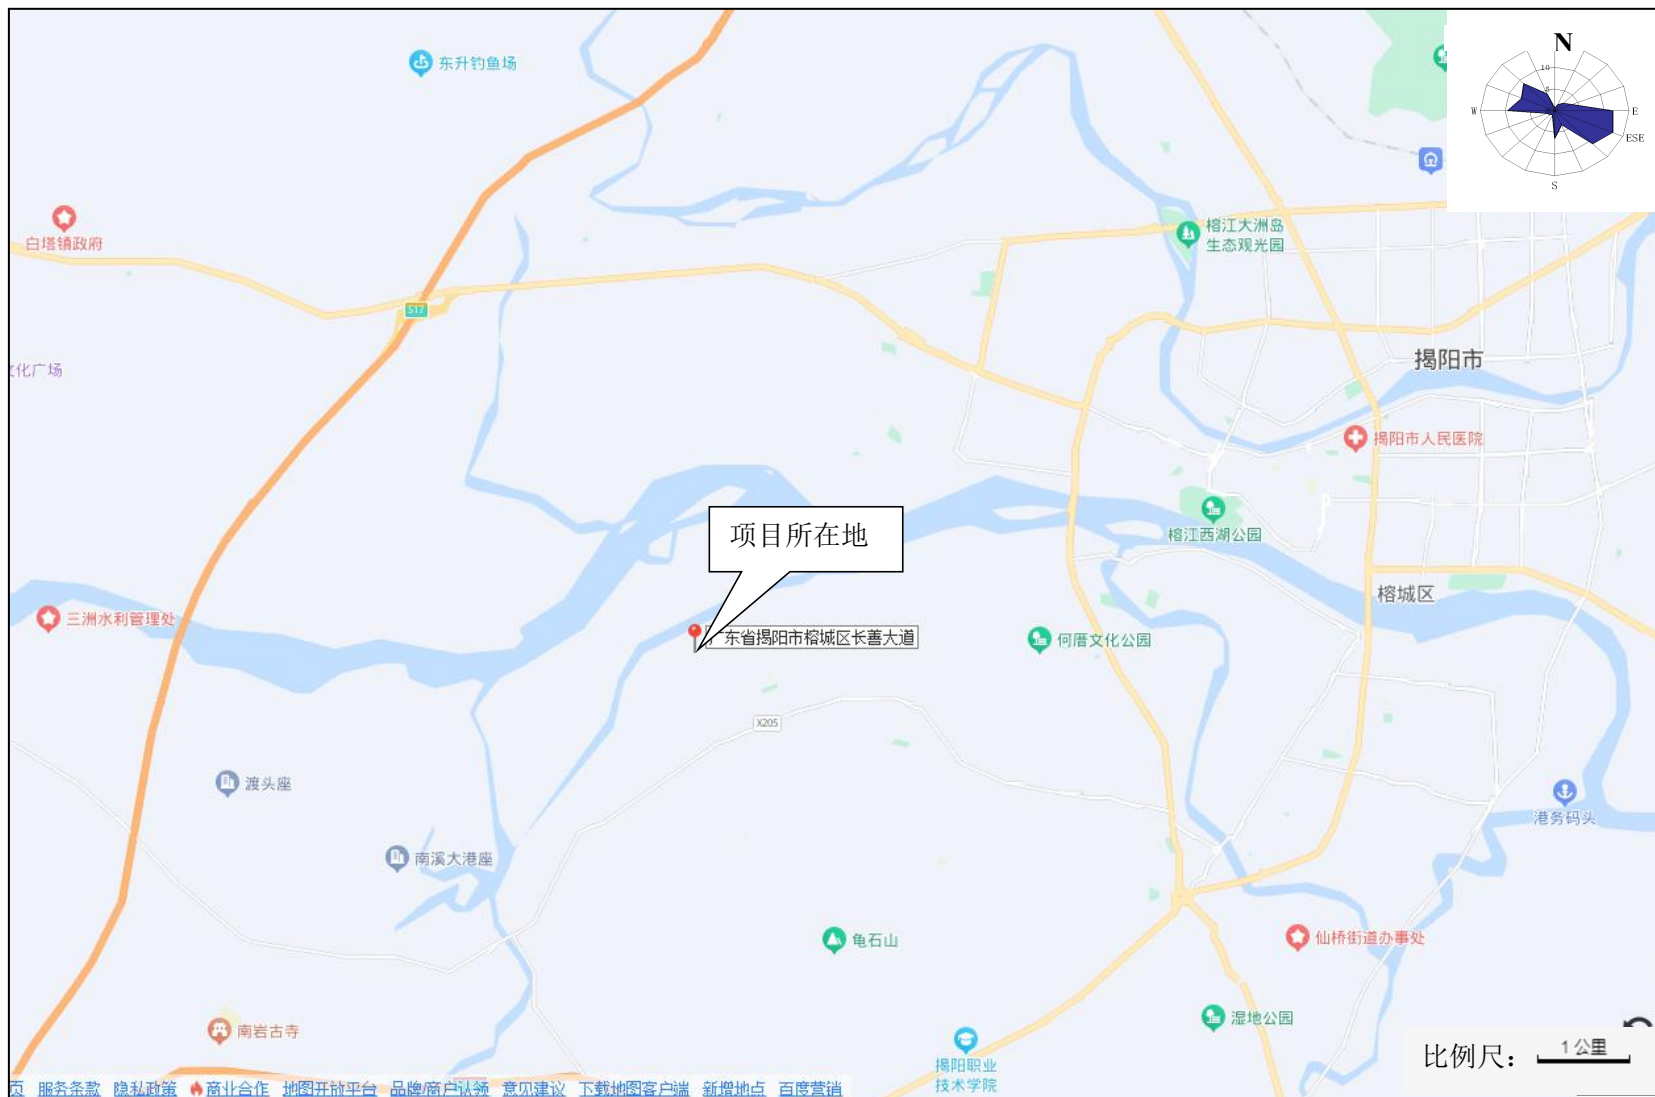 N
10
5
W
E
ESE
S
东升钓鱼场
白塔镇政府
榕江大洲岛
生态观光园
S17
揭阳市
文化广场
揭阳市人民医院
项目所在地
榕江西湖公园
榕城区
三洲水利管理处
广东省揭阳市榕城区长善大道
何厝文化公园
X205
渡头座
港务码头
南溪大港座
龟石山
仙桥街道办事处
南岩古寺
湿地公园
揭阳职业
技术学院
比例尺：
1 公里
页 服务条款 隐私政策 商业合作 地图开放平台 品牌/商户认领 意见建议 下载地图客户端 新增地点 百度营销